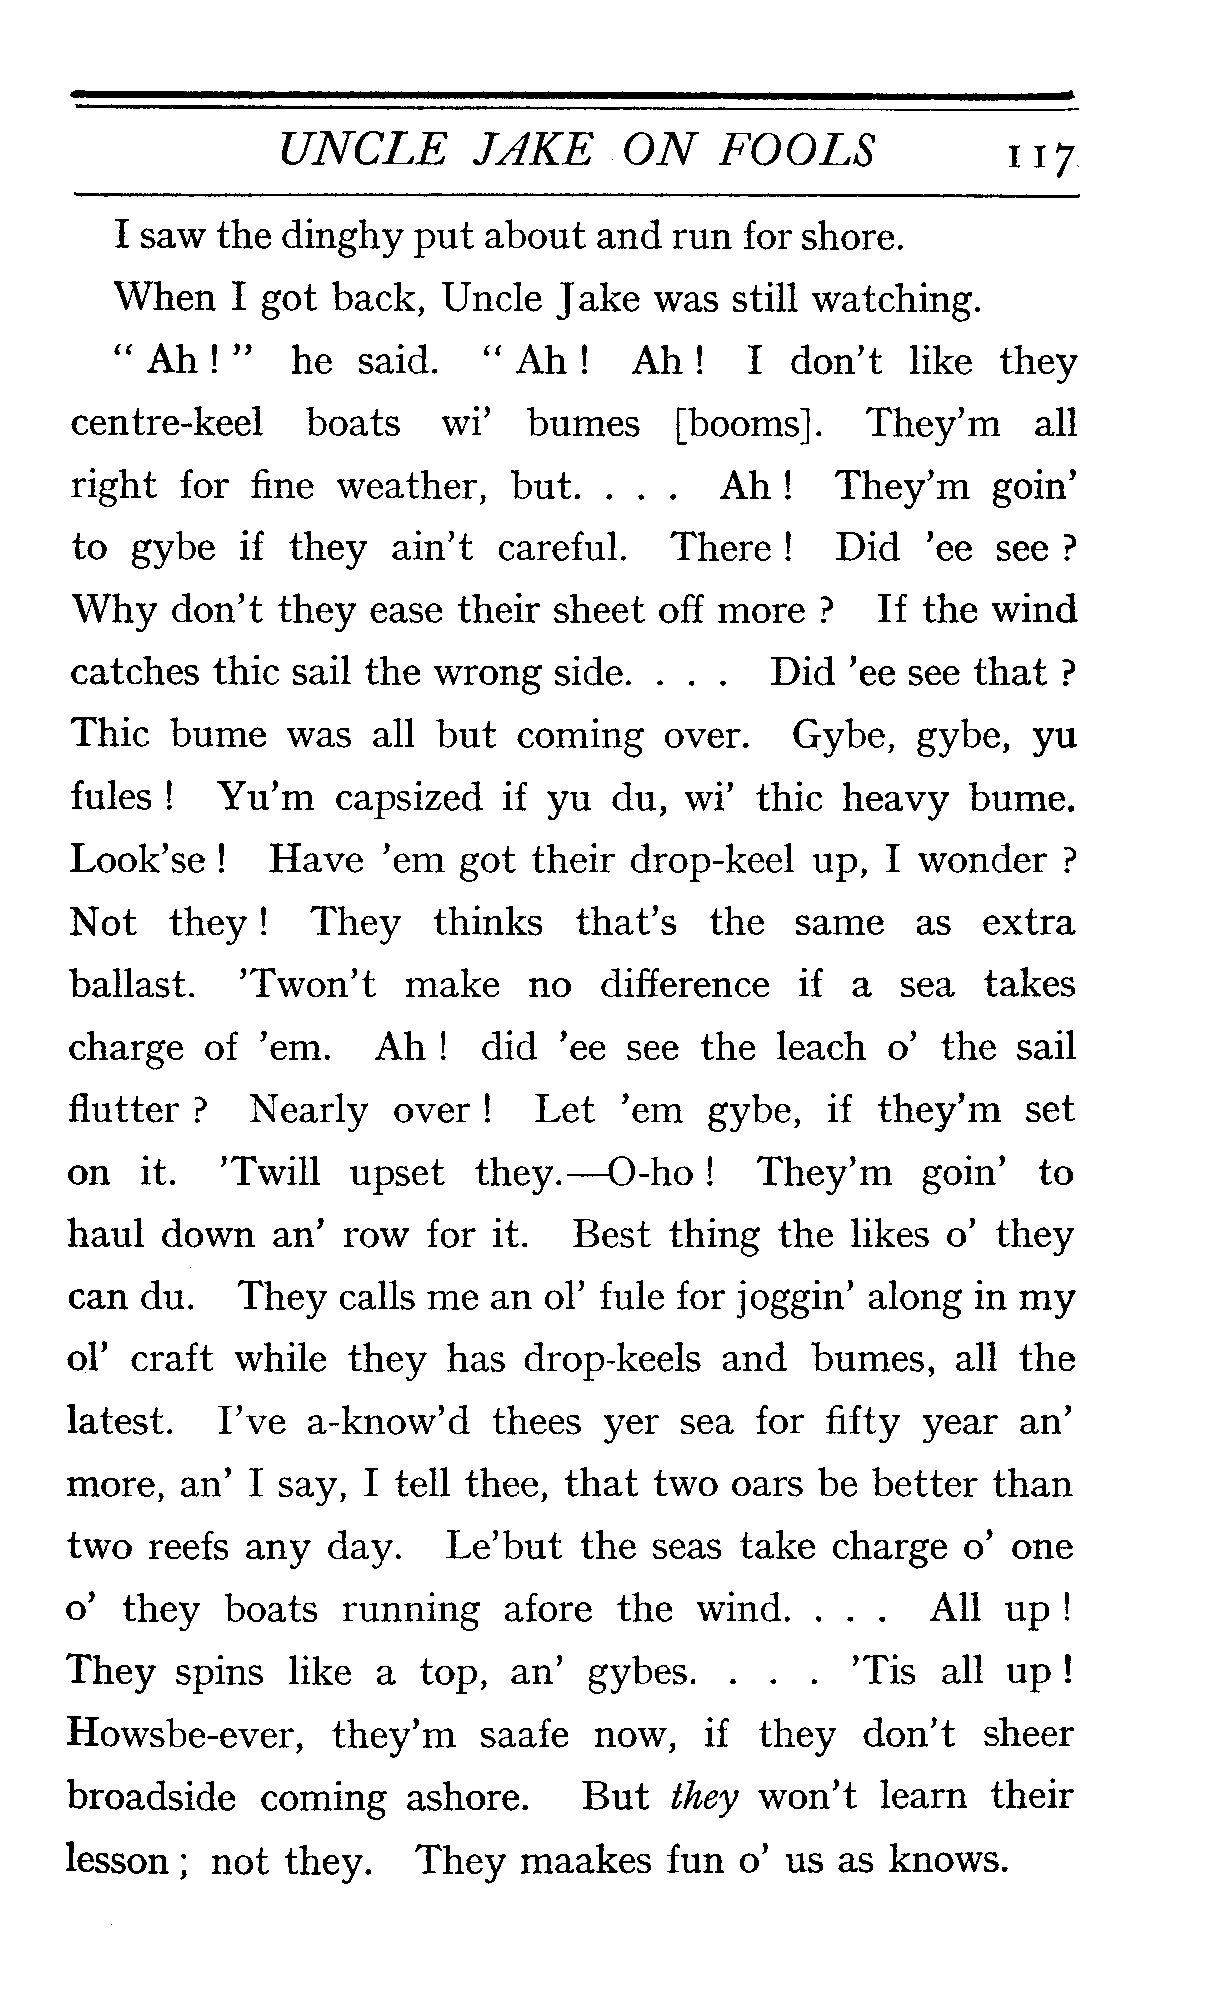 UNCLE JAKE ON FOOLS 117
I saw the dinghy put about and run for shore.
When I got back, Uncle Jake was still watching.
“ Ah ! ” he said. “ Ah ! Ah ! I don't like they
centre-keel boats wi' bumes [booms]. They'm all
right for fine weather, but. . . . Ah ! They'm goin'
to gybe if they ain't careful. There ! Did 'ee see ?
Why don't they ease their sheet off more ? If the wind
catches thic sail the wrong side. . . . Did 'ee see that ?
Thic bume was all but coming over. Gybe, gybe, yu
fules ! Yu'm capsized if yu du, wi' thic heavy bume.
Look'se ! Have 'em got their drop-keel up, I wonder ?
Not they ! They thinks that's the same as extra
ballast. 'Twon't make no difference if a sea takes
charge of 'em. Ah ! did 'ee see the leach o' the sail
flutter ? Nearly over ! Let 'em gybe, if they'm set
on it. 'Twill upset they.—O-ho ! They'm goin' to
haul down an' row for it. Best thing the likes o' they
can du. They calls me an ol' fule for joggin' along in my
ol' craft while they has drop-keels and bumes, all the
latest. I've a-know'd thees yer sea for fifty year an'
more, an' I say, I tell thee, that two oars be better than
two reefs any day. Le'but the seas take charge o' one
o' they boats running afore the wind. . . . All up !
They spins like a top, an' gybes. . . . 'Tis all up !
Howsbe-ever, they'm saafe now, if they don't sheer
broadside coming ashore. But they won't learn their
lesson ; not they. They maakes fun o' us as knows.